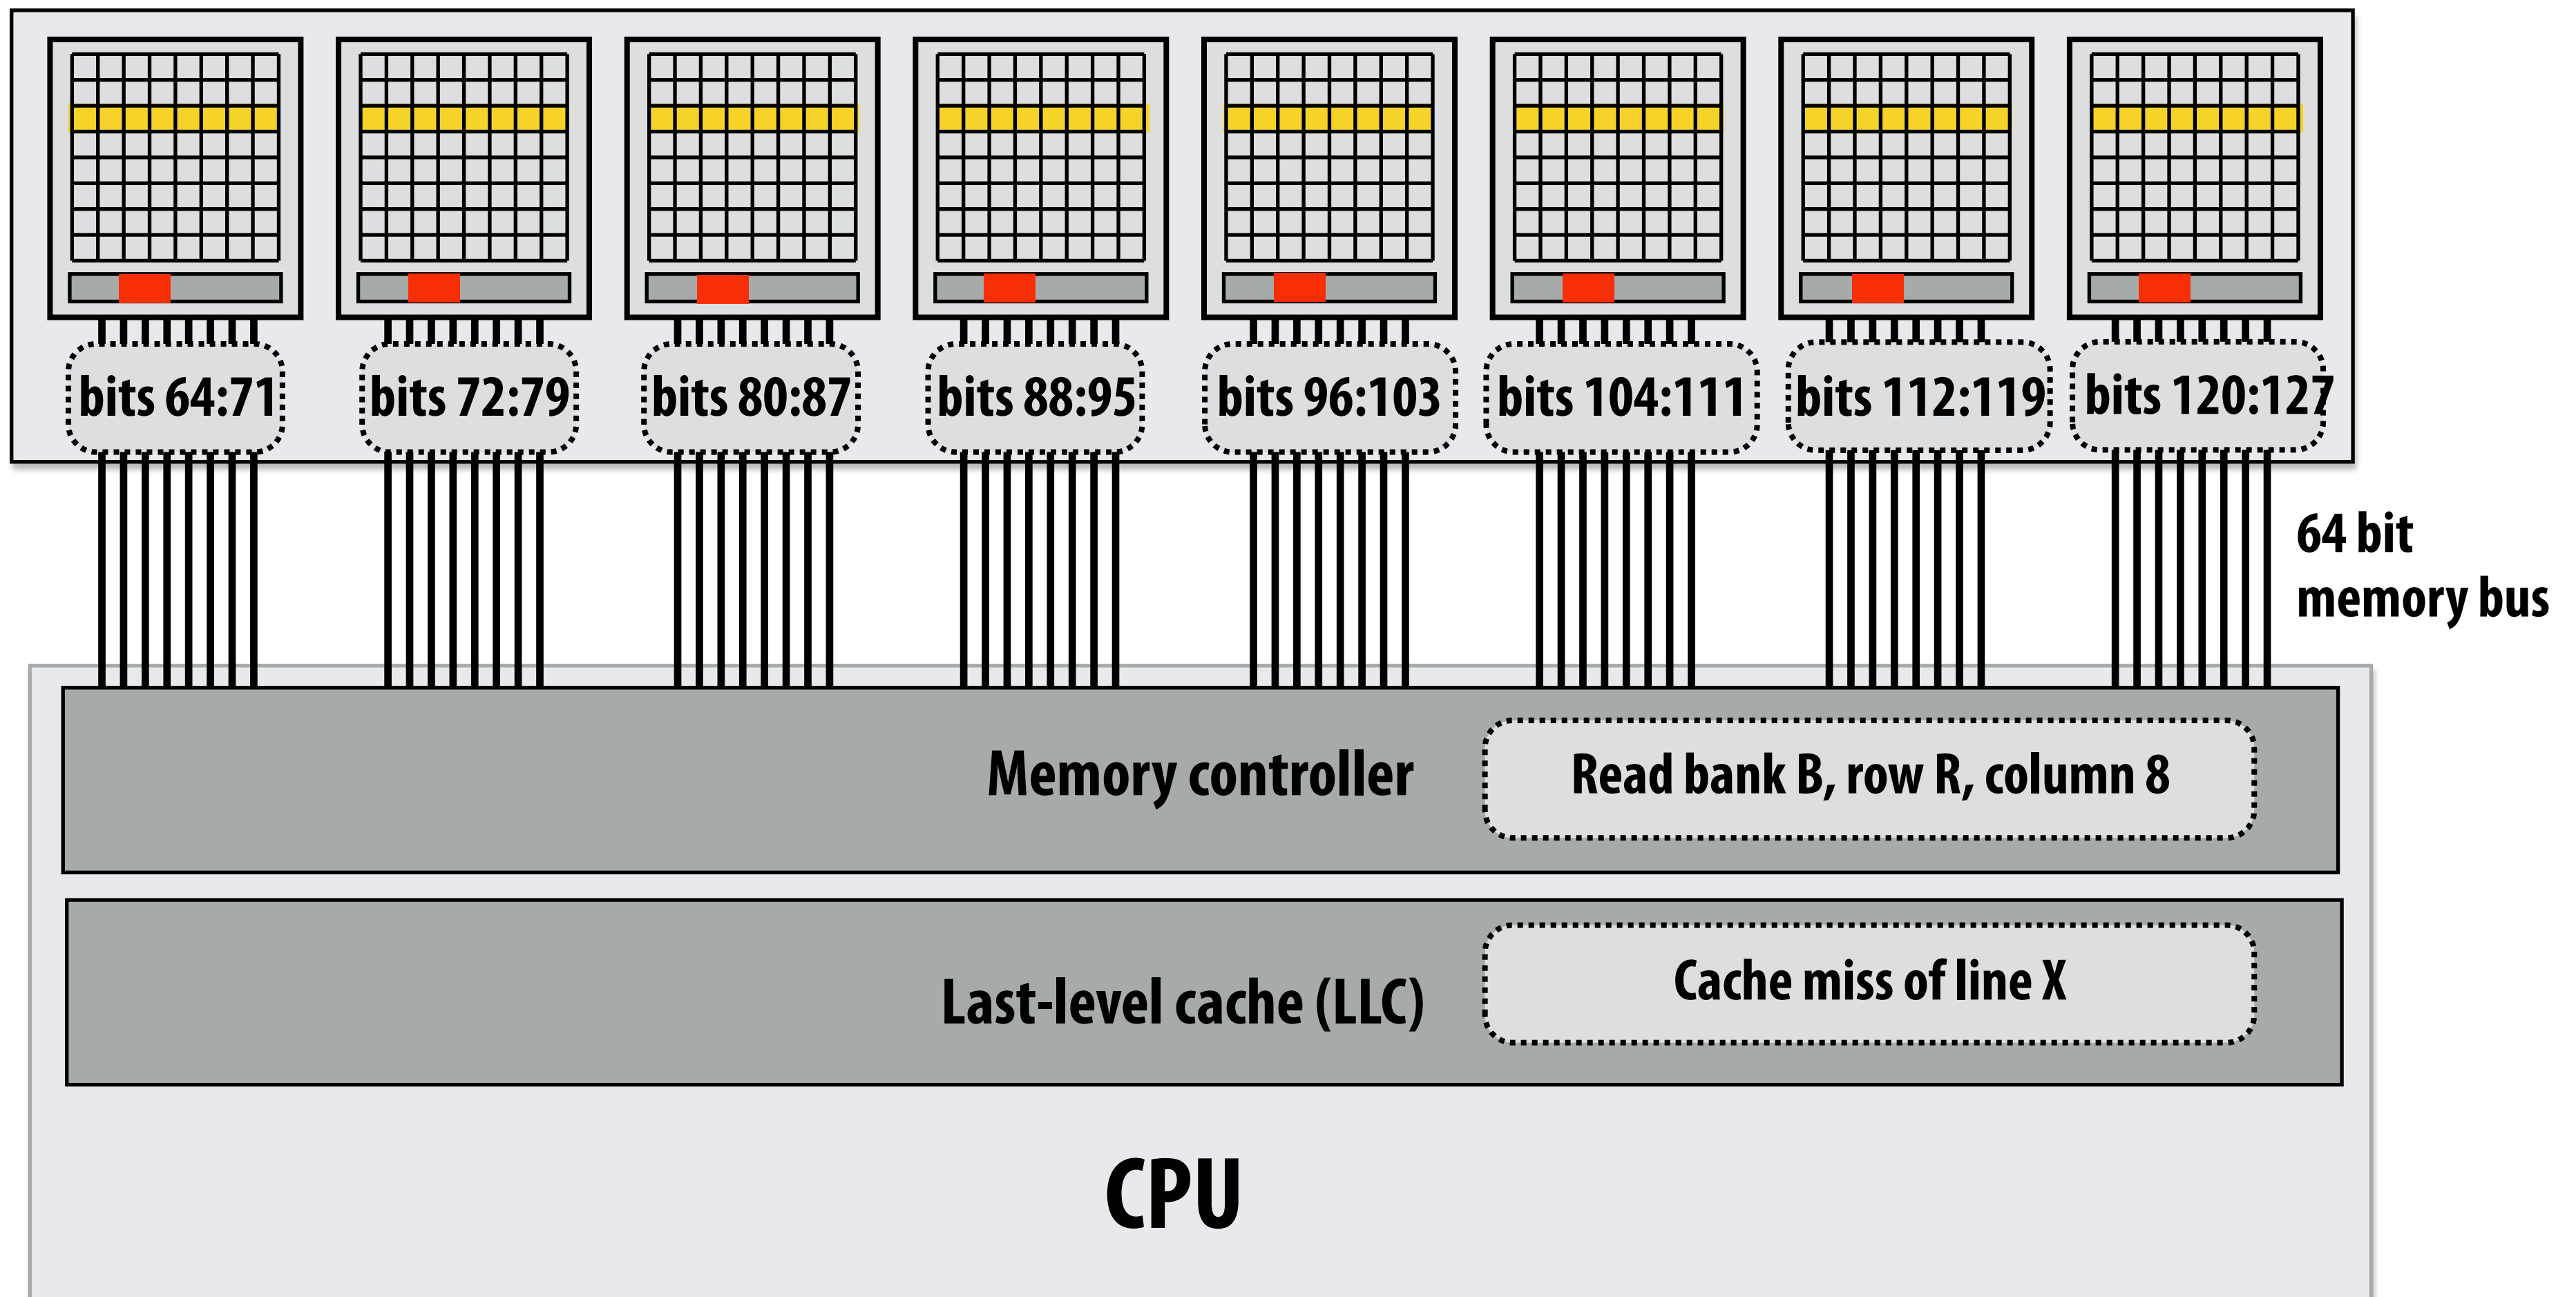 bits 64:71
bits 72:79
bits 80:87
bits 88:95
bits 96:103
bits 104:111
bits 112:119
bits 120:127
64 bit
memory bus
Memory controller
Read bank B, row R, column 8
Last-level cache (LLC)
Cache miss of line X
CPU